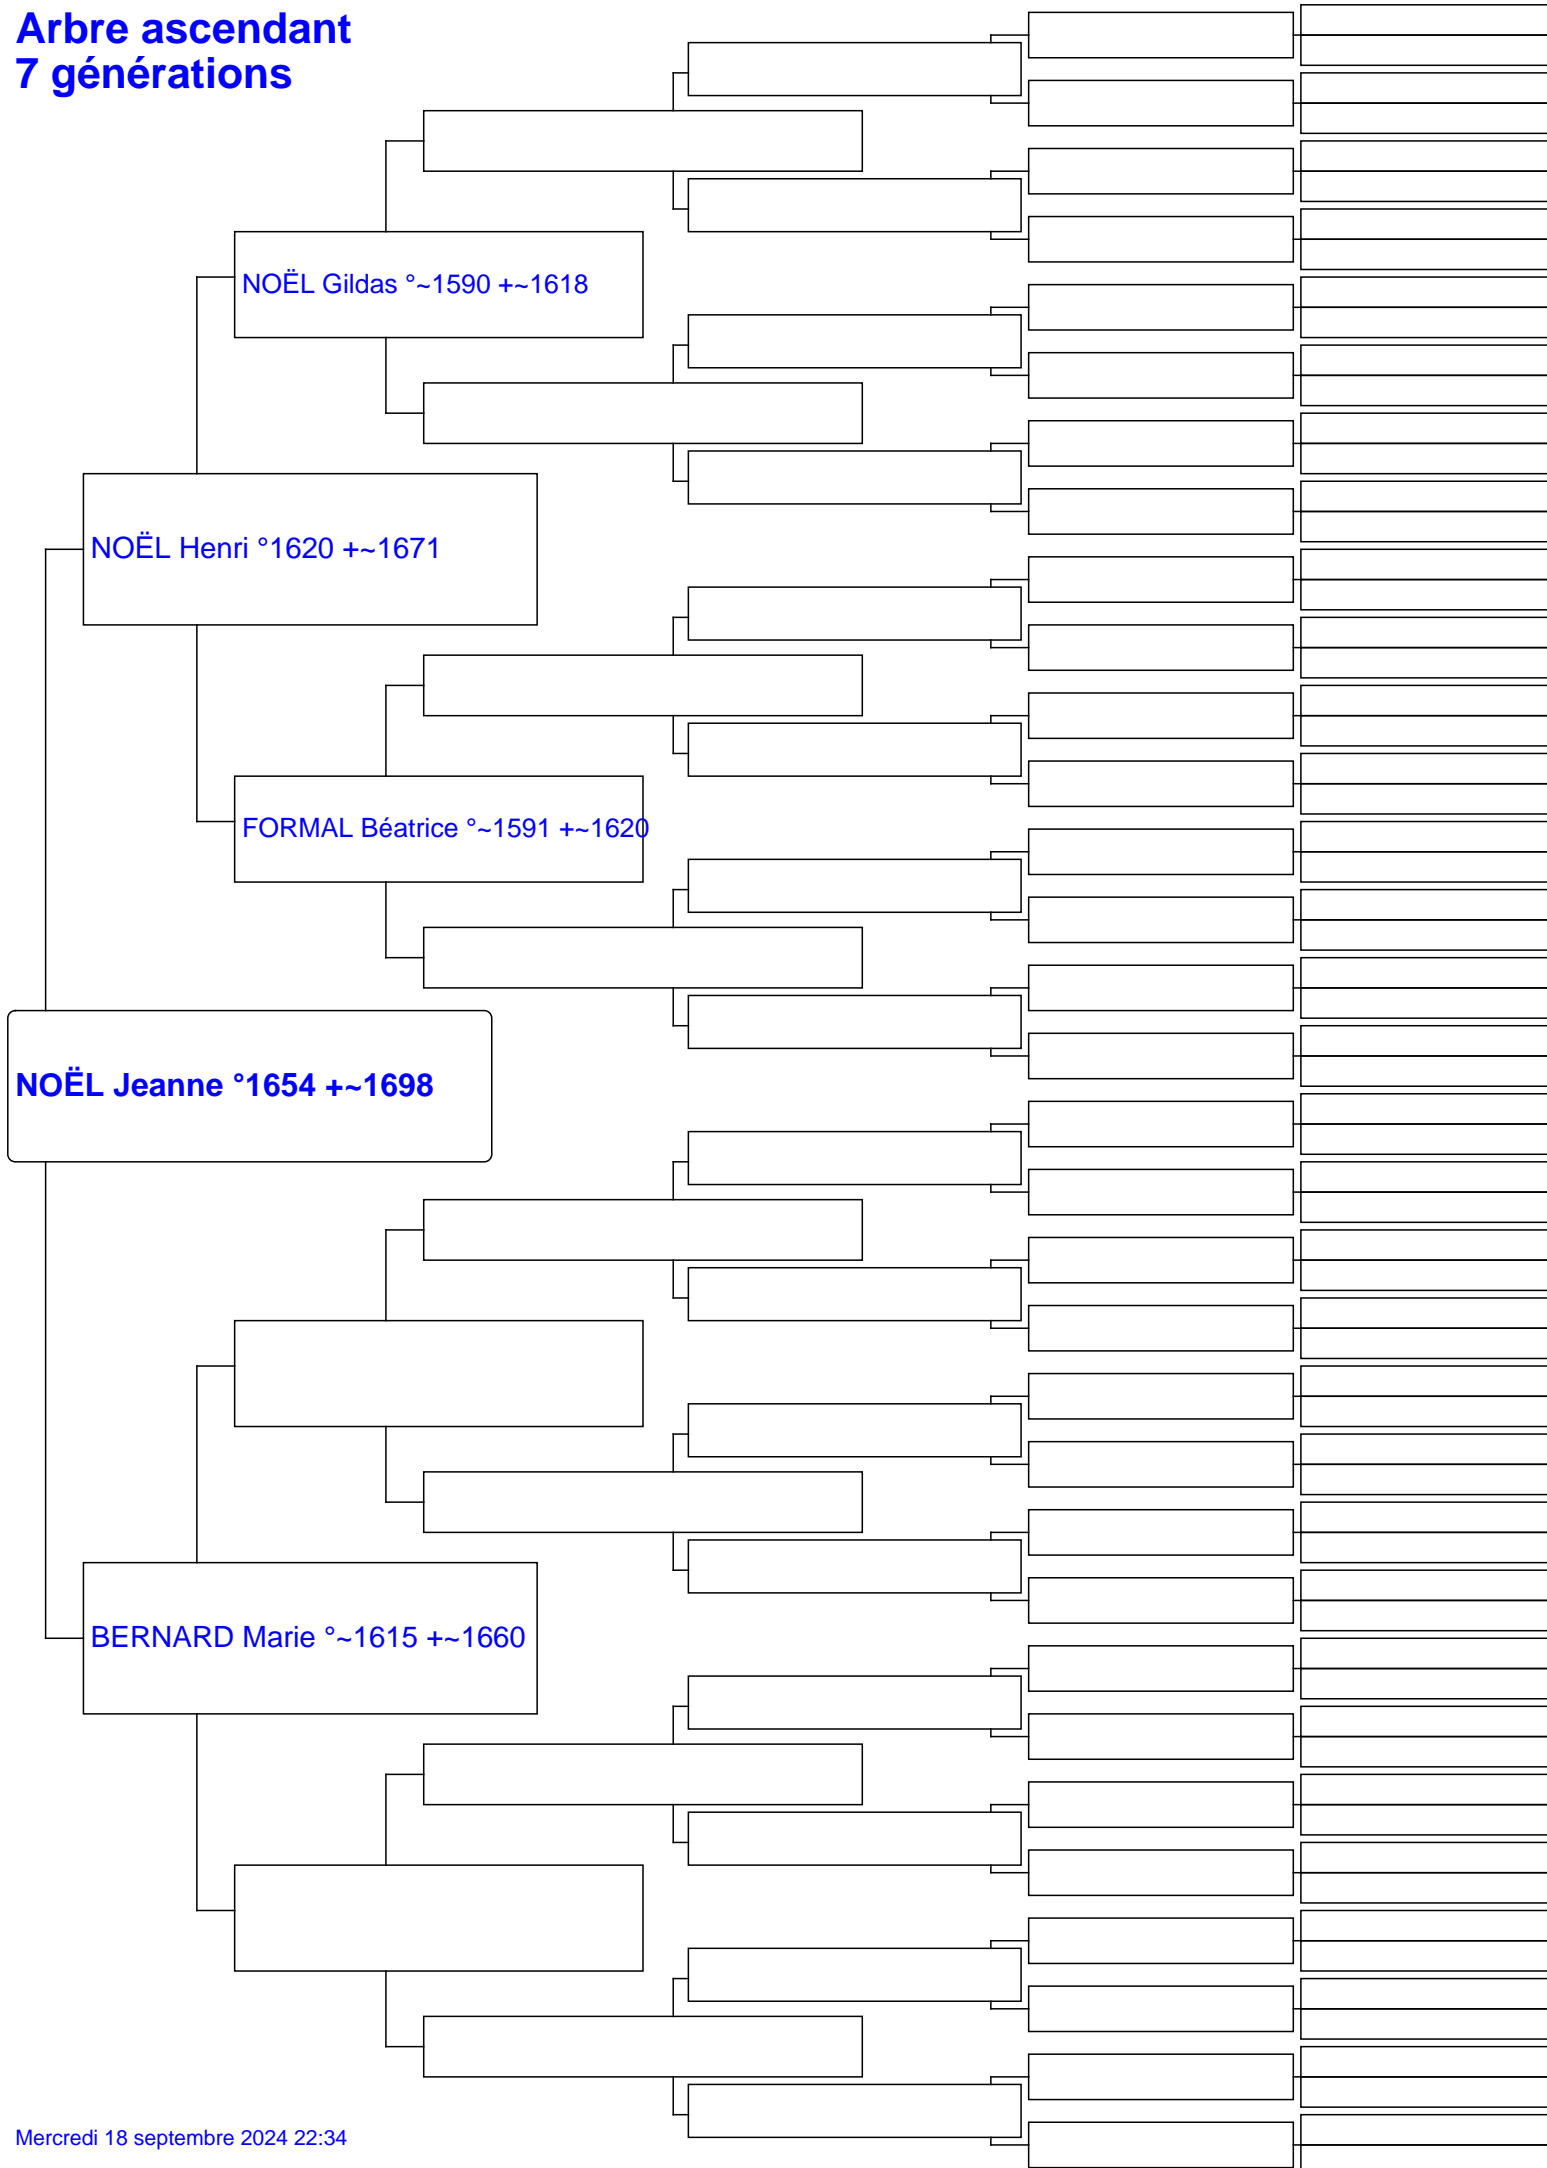 Arbre ascendant
7 générations
NOËL Gildas °~1590 +~1618
NOËL Henri °1620 +~1671
FORMAL Béatrice °~1591 +~1620
NOËL Jeanne °1654 +~1698
BERNARD Marie °~1615 +~1660
Mercredi 18 septembre 2024 22:34